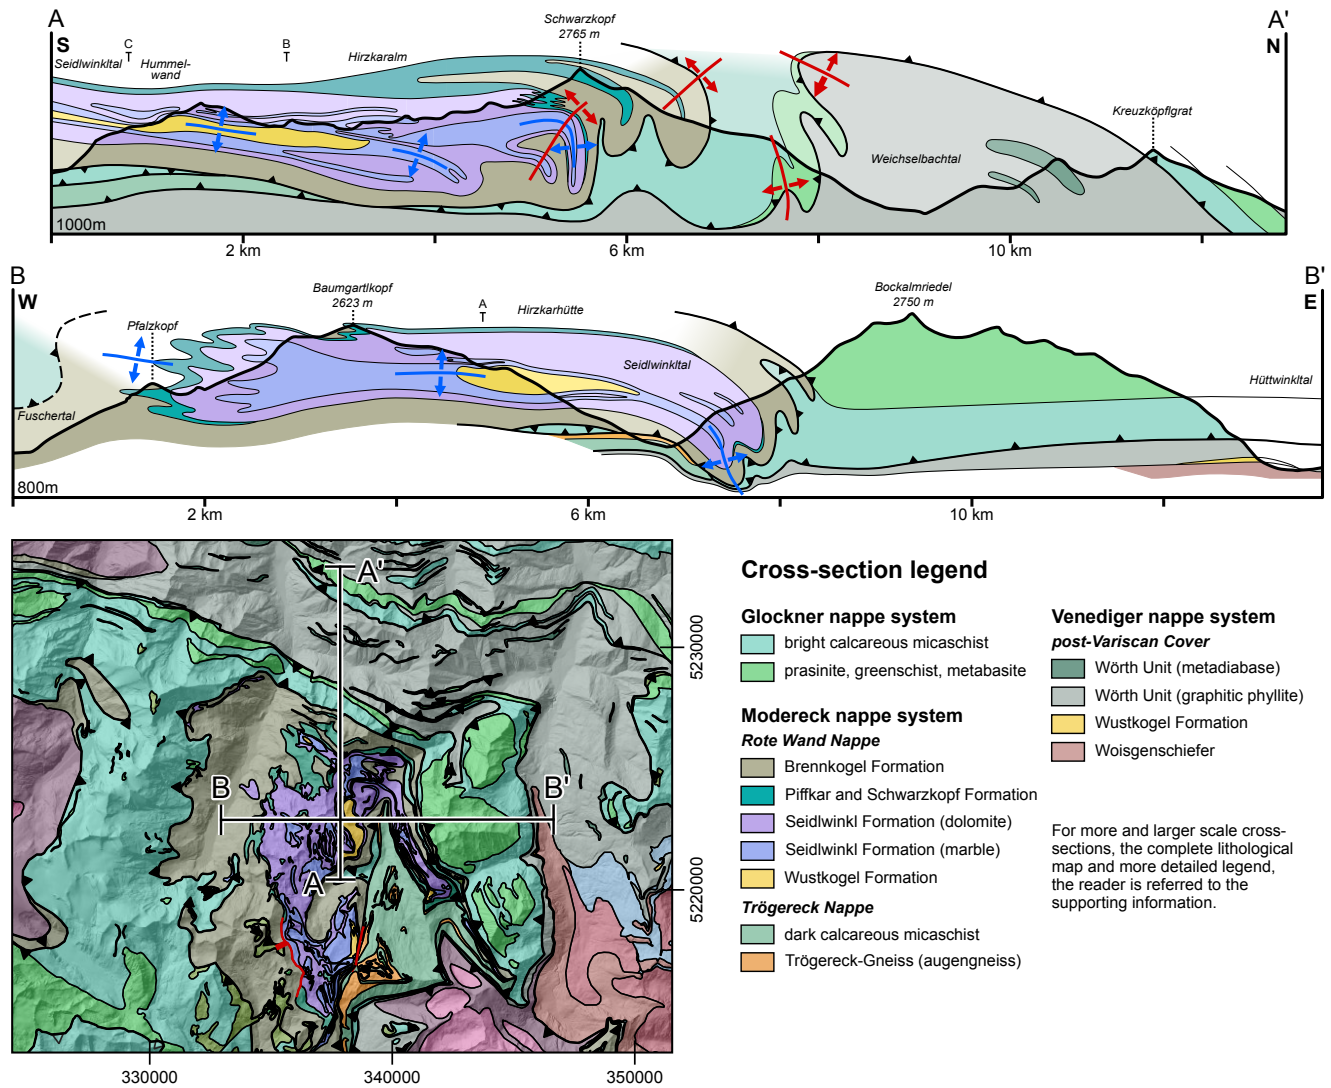 A
A'
S
N
Seidlwinkltal
C
Hummel-
wand
B
Hirzkaralm
Schwarzkopf
2765 m
Weichselbachtal
Kreuzköpflgrat
1000m
2 km
6 km
10 km
B
B'
W
E
Fuschertal
Pfalzkopf
Baumgartlkopf
2623 m
A
Hirzkarhütte
Seidlwinkltal
Bockalmriedel
2750 m
Hüttwinkltal
800m
2 km
6 km
10 km
A'
B
B'
A
5230000
5220000
330000
340000
350000
Cross-section legend
Glockner nappe system
bright calcareous micaschist
prasinite, greenschist, metabasite
Modereck nappe system
Rote Wand Nappe
Brennkogel Formation
Piffkar and Schwarzkopf Formation
Seidlwinkl Formation (dolomite)
Seidlwinkl Formation (marble)
Wustkogel Formation
Trögereck Nappe
dark calcareous micaschist
Trögereck-Gneiss (augengneiss)
Venediger nappe system
post-Variscan Cover
Wörth Unit (metadiabase)
Wörth Unit (graphitic phyllite)
Wustkogel Formation
Woisgenschiefer
For more and larger scale cross-
sections, the complete lithological
map and more detailed legend,
the reader is referred to the
supporting information.